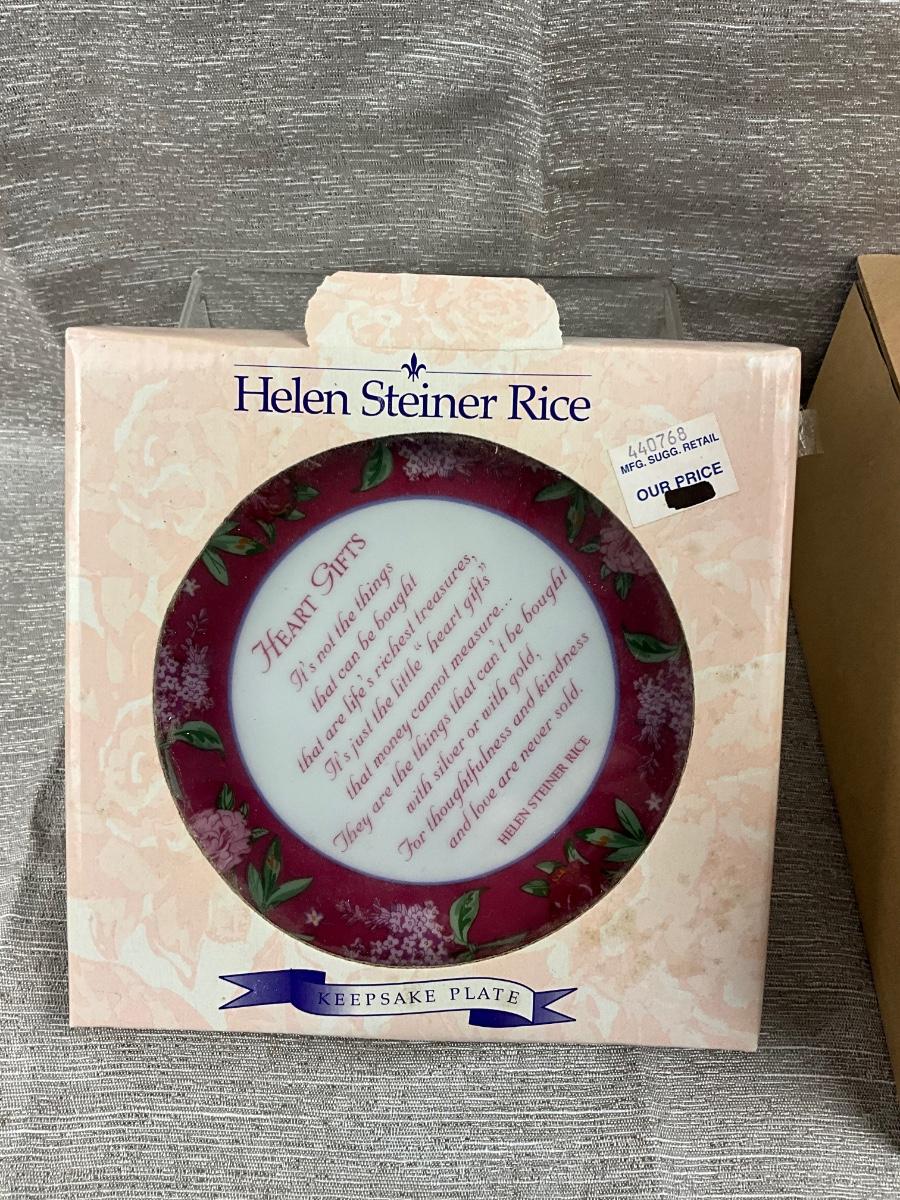 Helen Steiner Rice
440768
MFG. SUGG. RETAIL
OUR PRICE
HEART GIFTS
It's not the things
that can be bought
that are life's richest treasures,
It's just the little "heart gifts"
that money cannot measure...
They are the things that can't be bought
with silver or with gold,
For thoughtfulness and kindness
and love are never sold.
HELEN STEINER RICE
KEEPSAKE PLATE